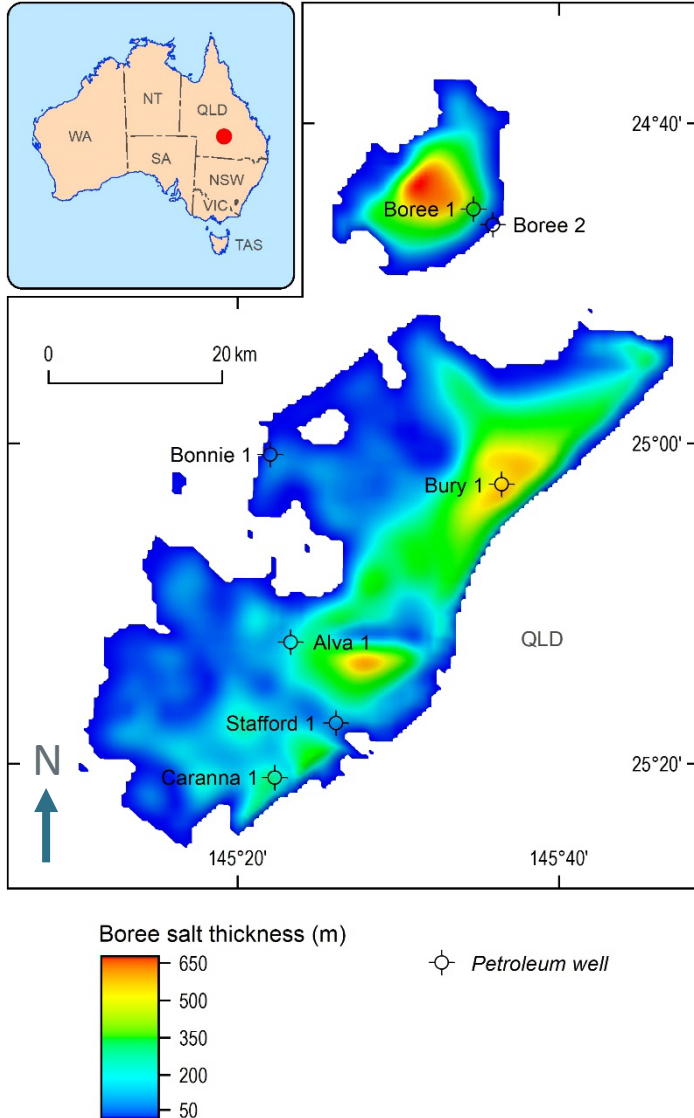 WA
NT
QLD
SA
NSW
VIC
TAS
24°40'
Boree 1
Boree 2
0 20 km
Bonnie 1
25°00'
Bury 1
Alva 1
QLD
Stafford 1
N
Caranna 1
25°20'
145°20' 145°40'
Boree salt thickness (m)
650
500
350
200
50
Petroleum well